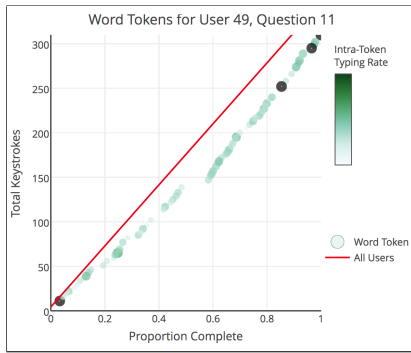 Word Tokens for User 49, Question 11
Total Keystrokes
300
250
200
150
100
50
0
0
0.2
0.4
0.6
0.8
1
Proportion Complete
Intra-Token
Typing Rate
Word Token
All Users